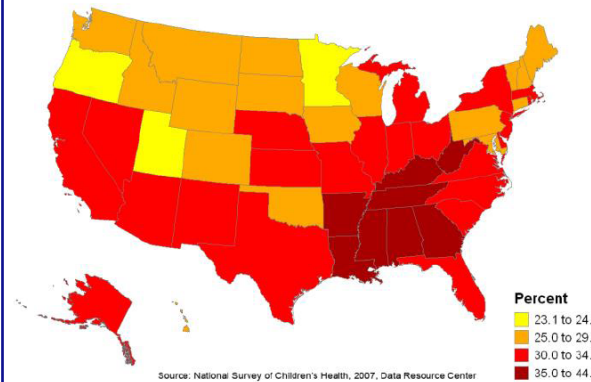 Percent
23.1 to 24.
25.0 to 29.
30.0 to 34.
35.0 to 44.
Source: National Survey of Children's Health, 2007, Data Resource Center